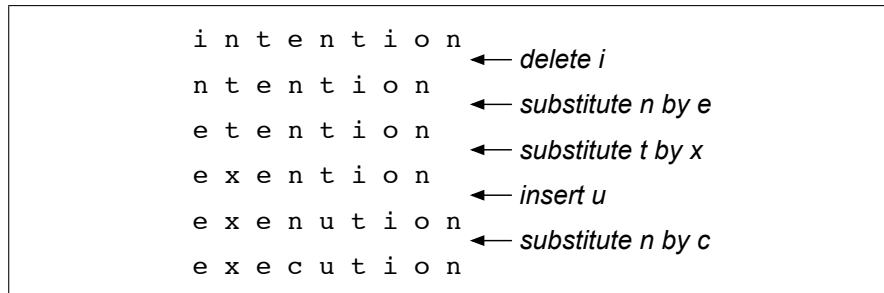 i n t e n t i o n
delete i
n t e n t i o n
substitute n by e
e t e n t i o n
substitute t by x
e x e n t i o n
insert u
e x e n u t i o n
substitute n by c
e x e c u t i o n